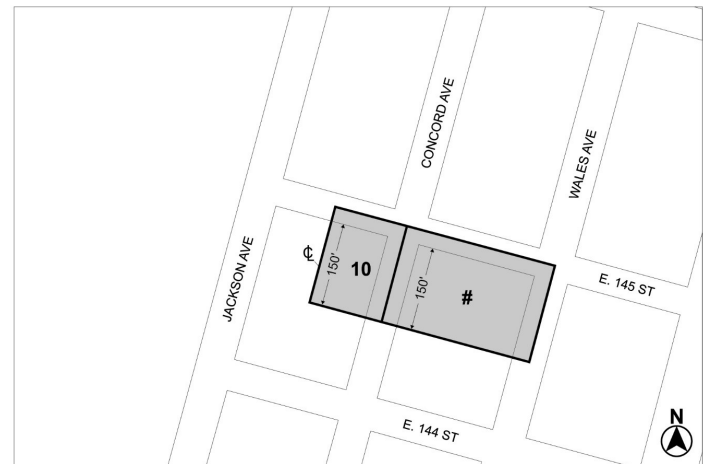 CONCORD AVE
WALES AVE
JACKSON AVE
℄
150'
10
150'
#
E. 145 ST
E. 144 ST
N